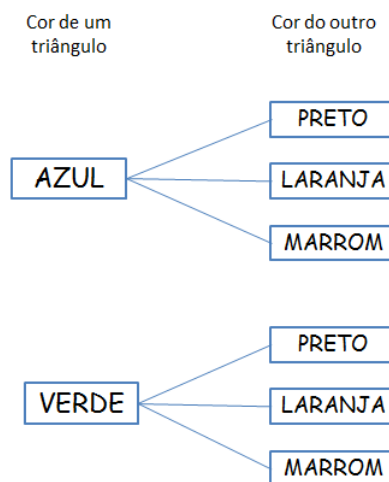 Cor de um
triângulo
Cor do outro
triângulo
AZUL
PRETO
LARANJA
MARROM
VERDE
PRETO
LARANJA
MARROM